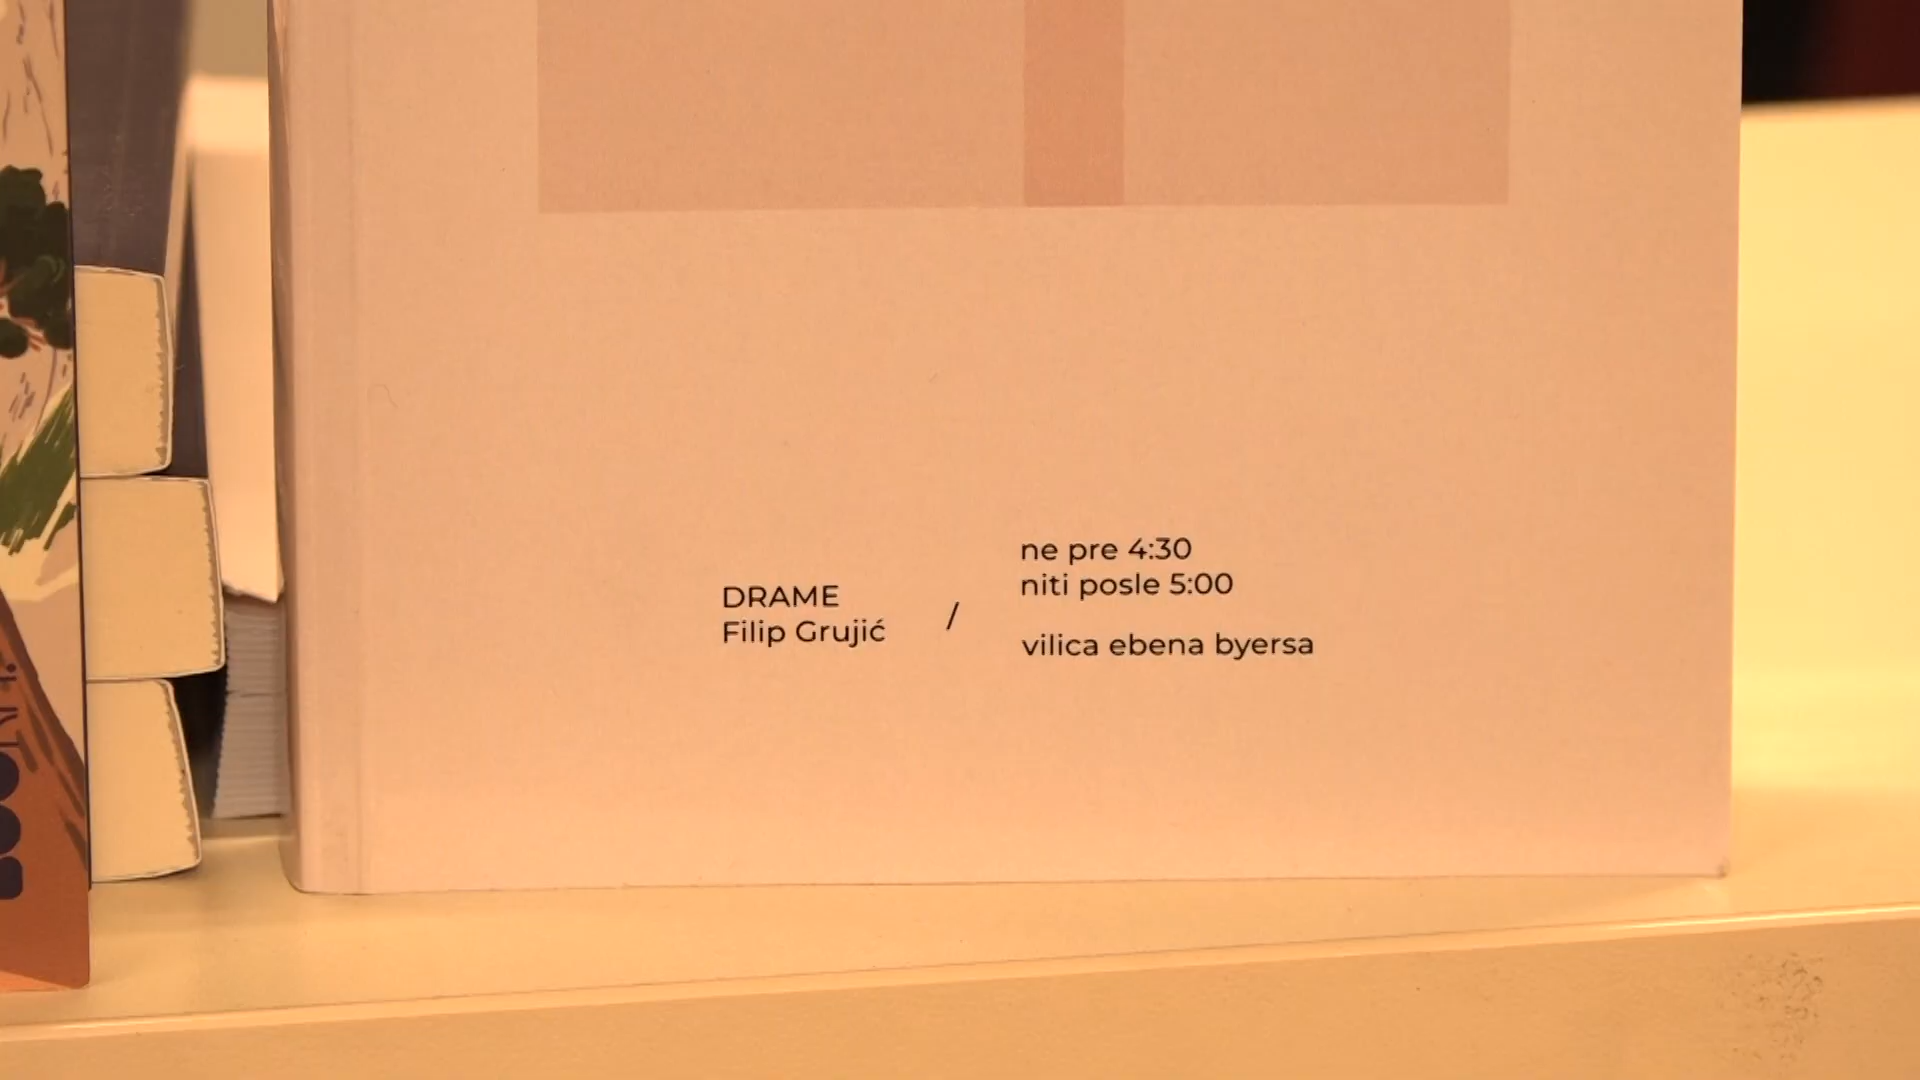 DRAME
Filip Grujić
/
ne pre 4:30
niti posle 5:00
vilica ebena byersa